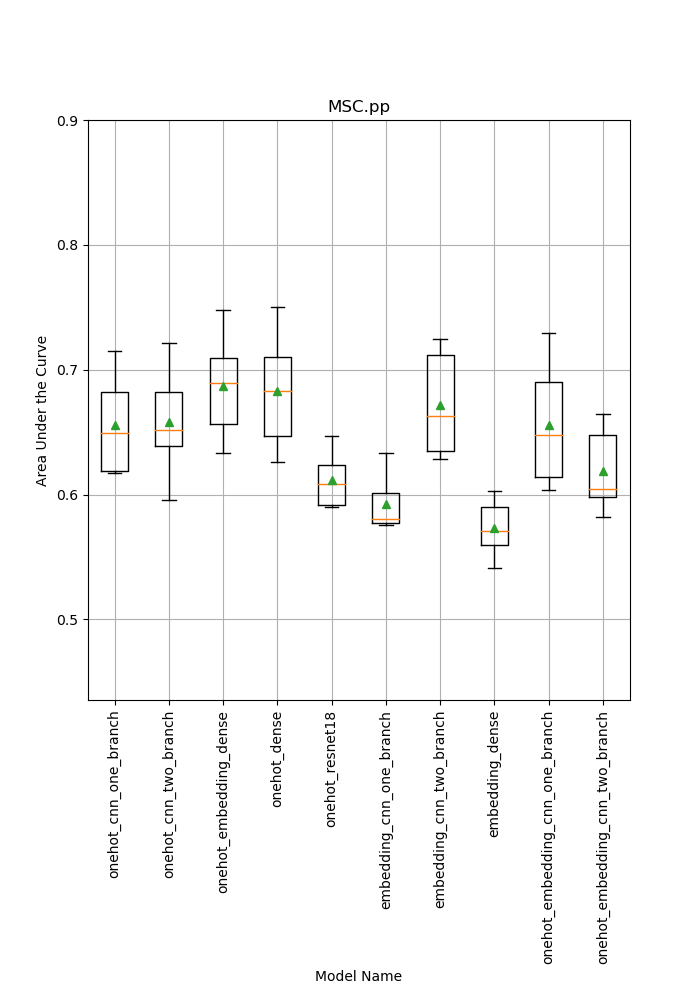 MSC.pp
0.9
0.8
0.7
0.6
0.5
Area Under the Curve
onehot_cnn_one_branch
onehot_cnn_two_branch
onehot_embedding_dense
onehot_dense
onehot_resnet18
embedding_cnn_one_branch
embedding_cnn_two_branch
embedding_dense
onehot_embedding_cnn_one_branch
onehot_embedding_cnn_two_branch
Model Name